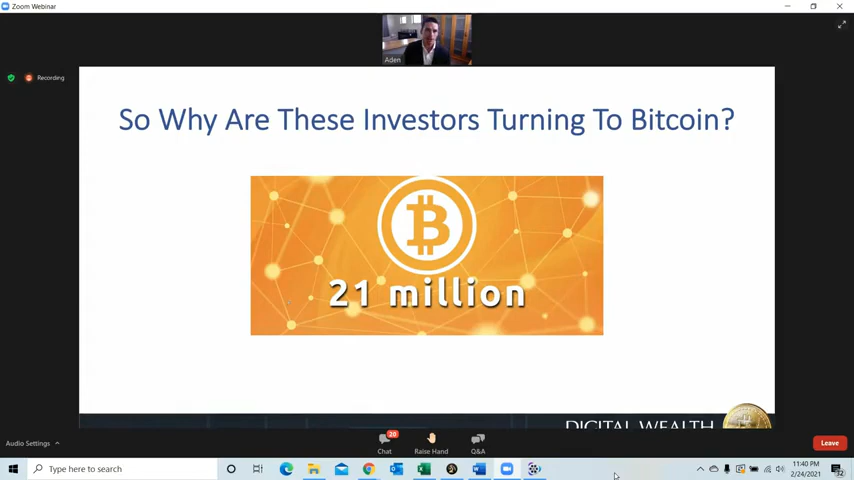 Zoom Webinar
Aden
Recording
So Why Are These Investors Turning To Bitcoin?
21 million
DIGITAL WEALTH
Audio Settings
20
Chat
Raise Hand
Q&A
Leave
Type here to search
11:40 PM
2/24/2021
32